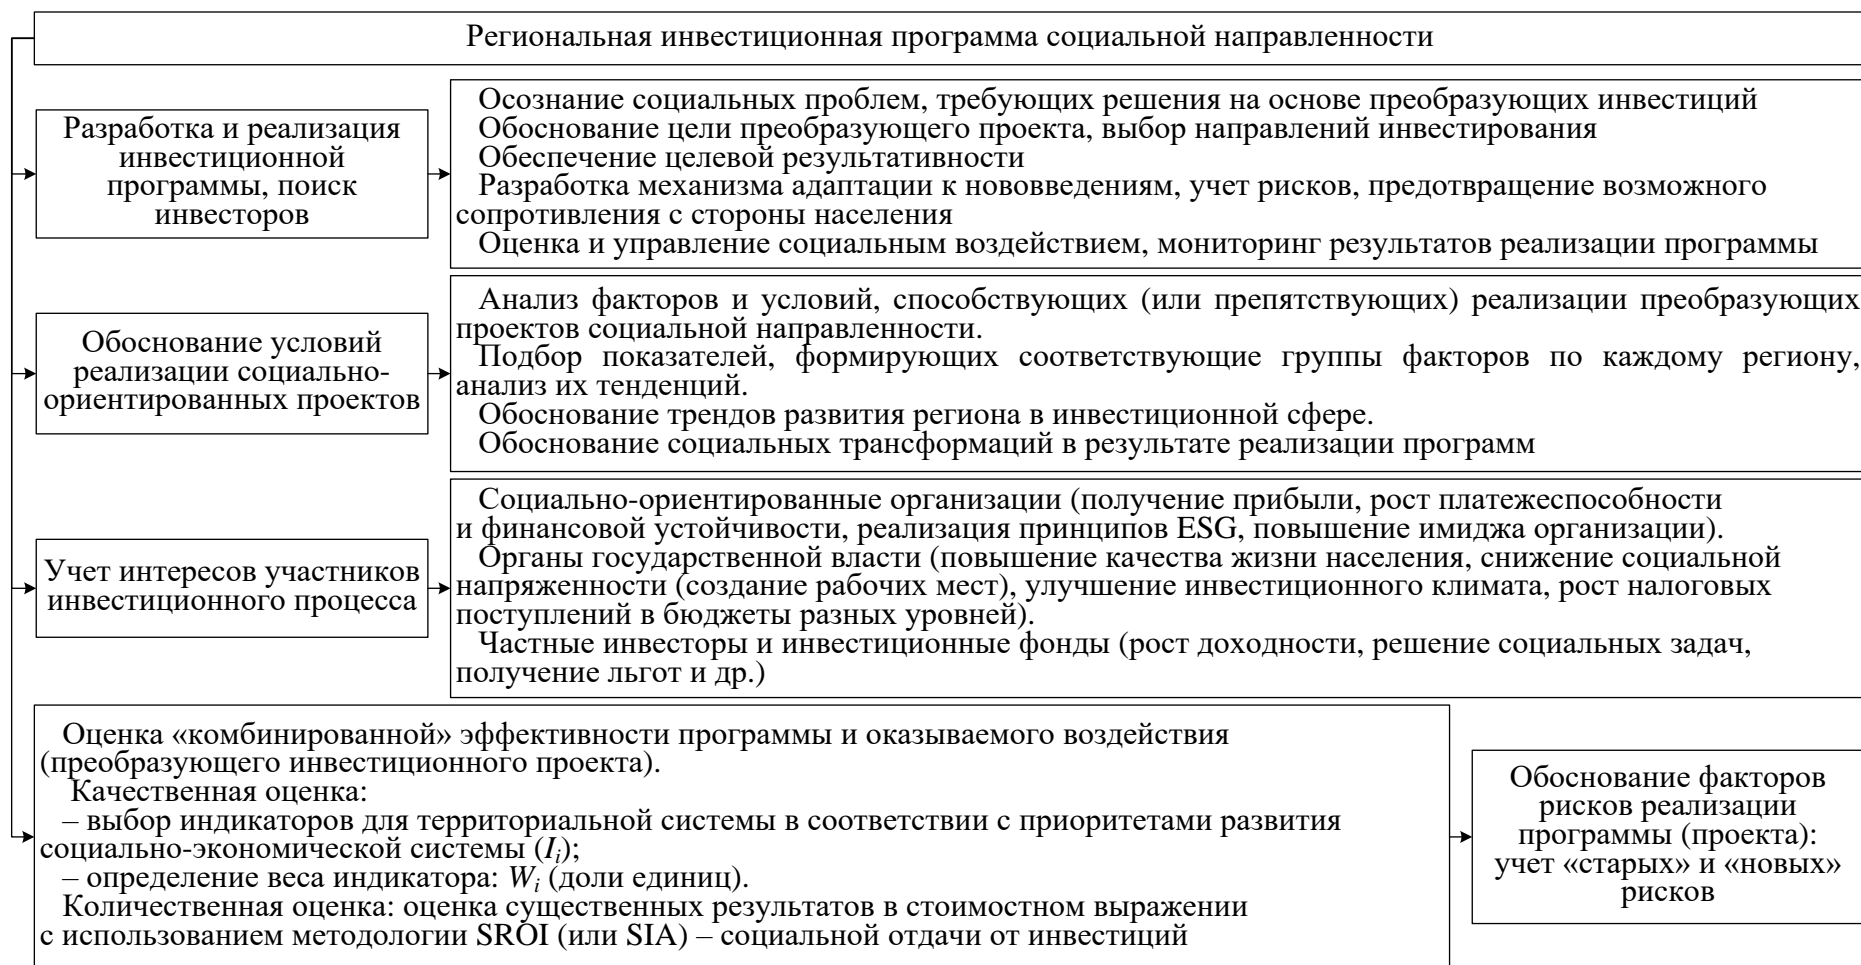 Региональная инвестиционная программа социальной направленности
Разработка и реализация
инвестиционной
программы, поиск
инвесторов
Осознание социальных проблем, требующих решения на основе преобразующих инвестиций
Обоснование цели преобразующего проекта, выбор направлений инвестирования
Обеспечение целевой результативности
Разработка механизма адаптации к нововведениям, учет рисков, предотвращение возможного
сопротивления с стороны населения
Оценка и управление социальным воздействием, мониторинг результатов реализации программы
Обоснование условий
реализации социально-
ориентированных проектов
Анализ факторов и условий, способствующих (или препятствующих) реализации преобразующих
проектов социальной направленности.
Подбор показателей, формирующих соответствующие группы факторов по каждому региону,
анализ их тенденций.
Обоснование трендов развития региона в инвестиционной сфере.
Обоснование социальных трансформаций в результате реализации программ
Учет интересов участников
инвестиционного процесса
Социально-ориентированные организации (получение прибыли, рост платежеспособности
и финансовой устойчивости, реализация принципов ESG, повышение имиджа организации).
Органы государственной власти (повышение качества жизни населения, снижение социальной
напряженности (создание рабочих мест), улучшение инвестиционного климата, рост налоговых
поступлений в бюджеты разных уровней).
Частные инвесторы и инвестиционные фонды (рост доходности, решение социальных задач,
получение льгот и др.)
Оценка «комбинированной» эффективности программы и оказываемого воздействия
(преобразующего инвестиционного проекта).
Качественная оценка:
– выбор индикаторов для территориальной системы в соответствии с приоритетами развития
социально-экономической системы (Ii);
– определение веса индикатора: Wi (доли единиц).
Количественная оценка: оценка существенных результатов в стоимостном выражении
с использованием методологии SROI (или SIA) – социальной отдачи от инвестиций
Обоснование факторов
рисков реализации
программы (проекта):
учет «старых» и «новых»
рисков